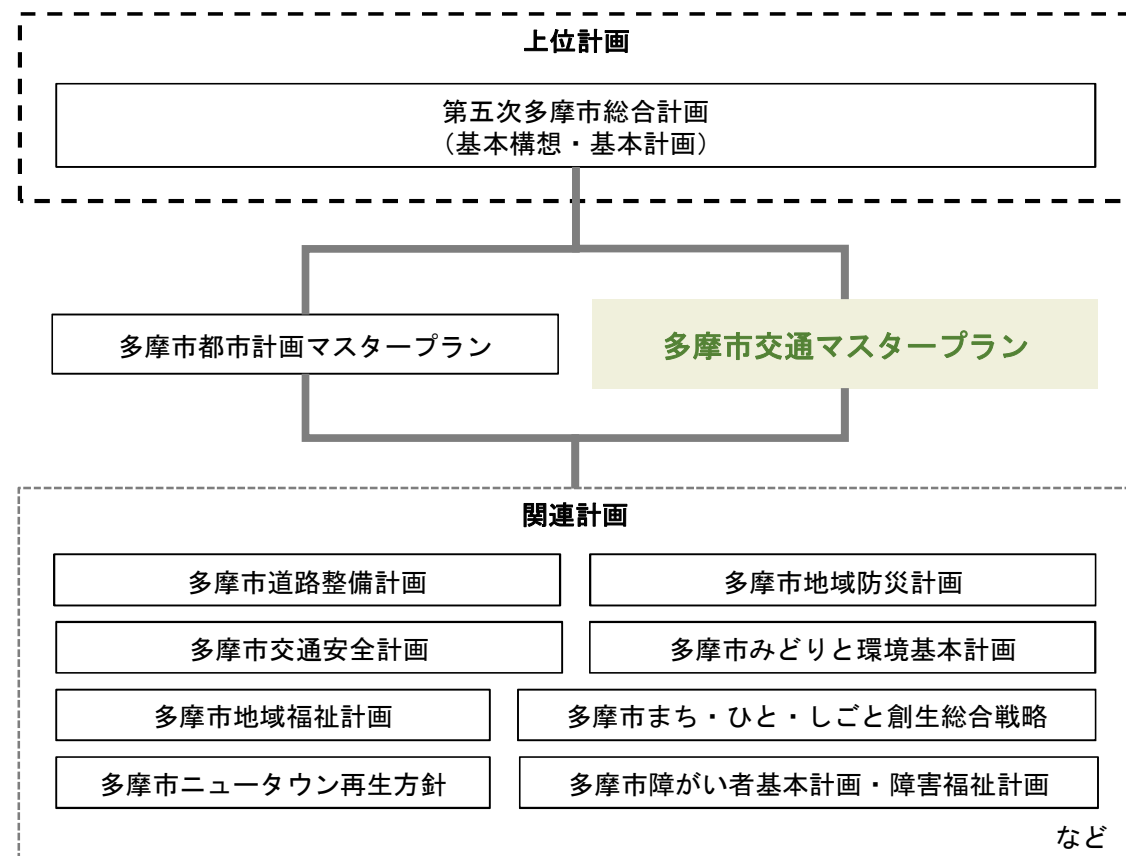 上位計画
第五次多摩市総合計画
（基本構想・基本計画）
多摩市都市計画マスタープラン
多摩市交通マスタープラン
関連計画
多摩市道路整備計画
多摩市地域防災計画
多摩市交通安全計画
多摩市みどりと環境基本計画
多摩市地域福祉計画
多摩市まち・ひと・しごと創生総合戦略
多摩市ニュータウン再生方針
多摩市障がい者基本計画・障害福祉計画
など